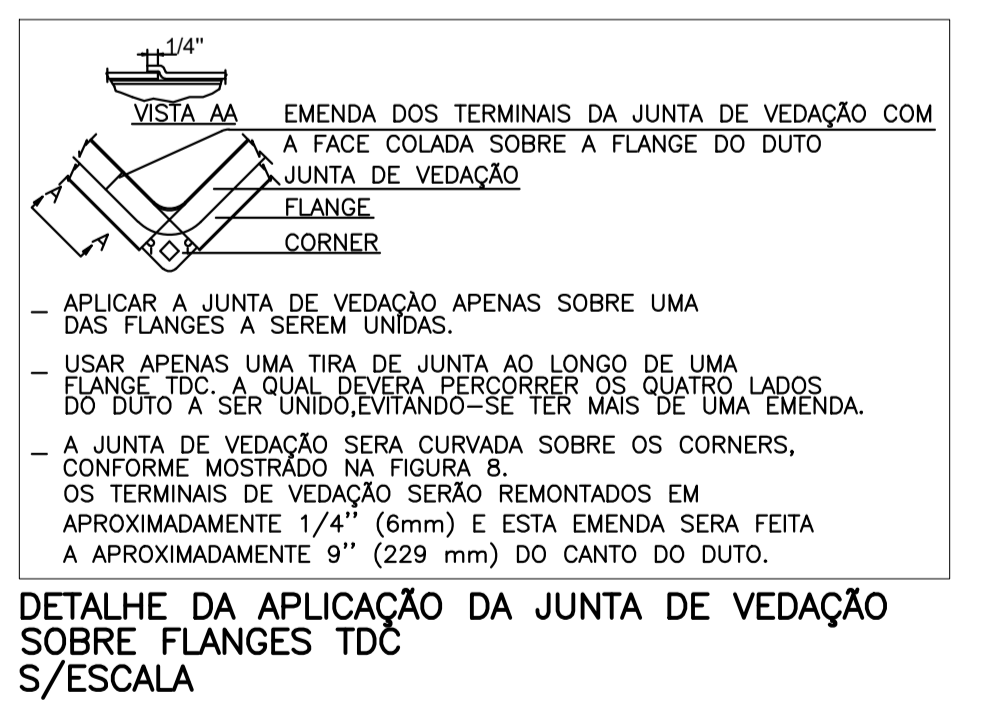 1/4"
VISTA AA
EMENDA DOS TERMINAIS DA JUNTA DE VEDAÇÃO COM
A FACE COLADA SOBRE A FLANGE DO DUTO
JUNTA DE VEDAÇÃO
FLANGE
CORNER
A
A
_ APLICAR A JUNTA DE VEDAÇÀO APENAS SOBRE UMA
DAS FLANGES A SEREM UNIDAS.
_ USAR APENAS UMA TIRA DE JUNTA AO LONGO DE UMA
FLANGE TDC. A QUAL DEVERA PERCORRER OS QUATRO LADOS
DO DUTO A SER UNIDO,EVITANDO-SE TER MAIS DE UMA EMENDA.
_ A JUNTA DE VEDAÇÃO SERA CURVADA SOBRE OS CORNERS,
CONFORME MOSTRADO NA FIGURA 8.
OS TERMINAIS DE VEDAÇÃO SERÃO REMONTADOS EM
APROXIMADAMENTE 1/4'' (6mm) E ESTA EMENDA SERA FEITA
A APROXIMADAMENTE 9'' (229 mm) DO CANTO DO DUTO.
DETALHE DA APLICAÇÃO DA JUNTA DE VEDAÇÃO
SOBRE FLANGES TDC
S/ESCALA